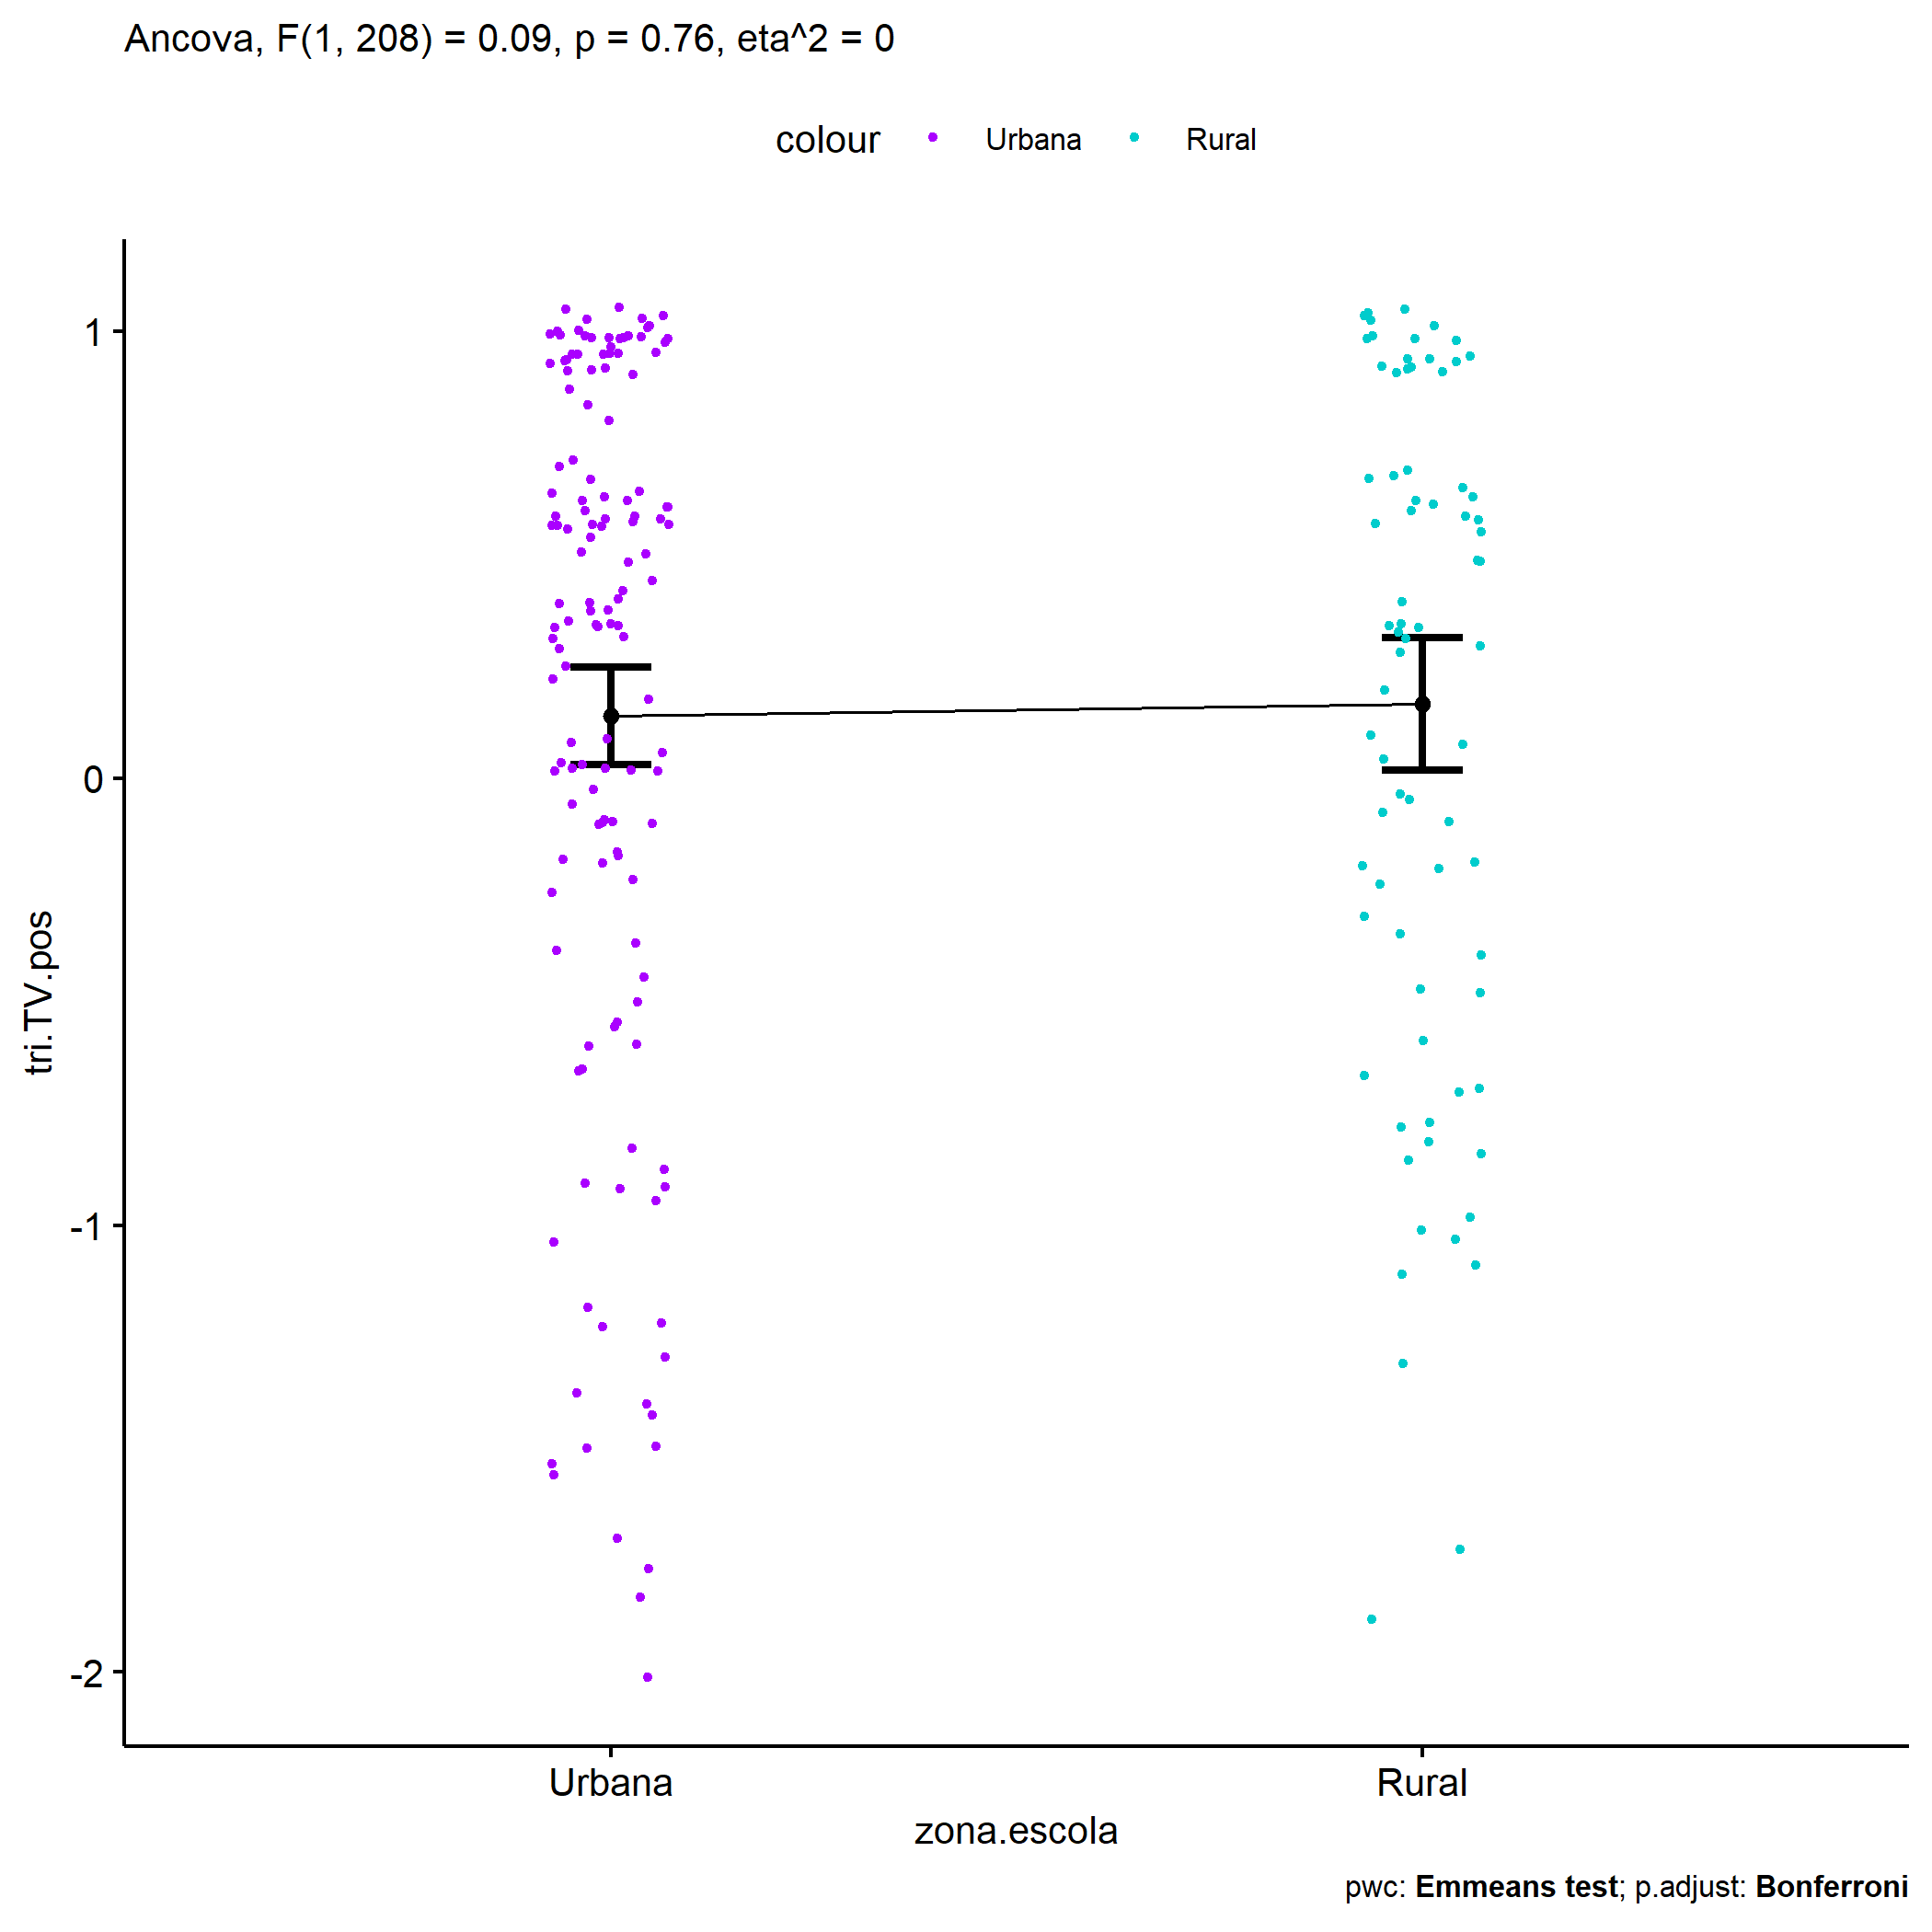 Ancova, F(1, 208) = 0.09, p = 0.76, eta^2 = 0
colour Urbana Rural
1
0
-1
-2
tri.TV.pos
Urbana Rural
zona.escola
pwc: Emmeans test; p.adjust: Bonferroni